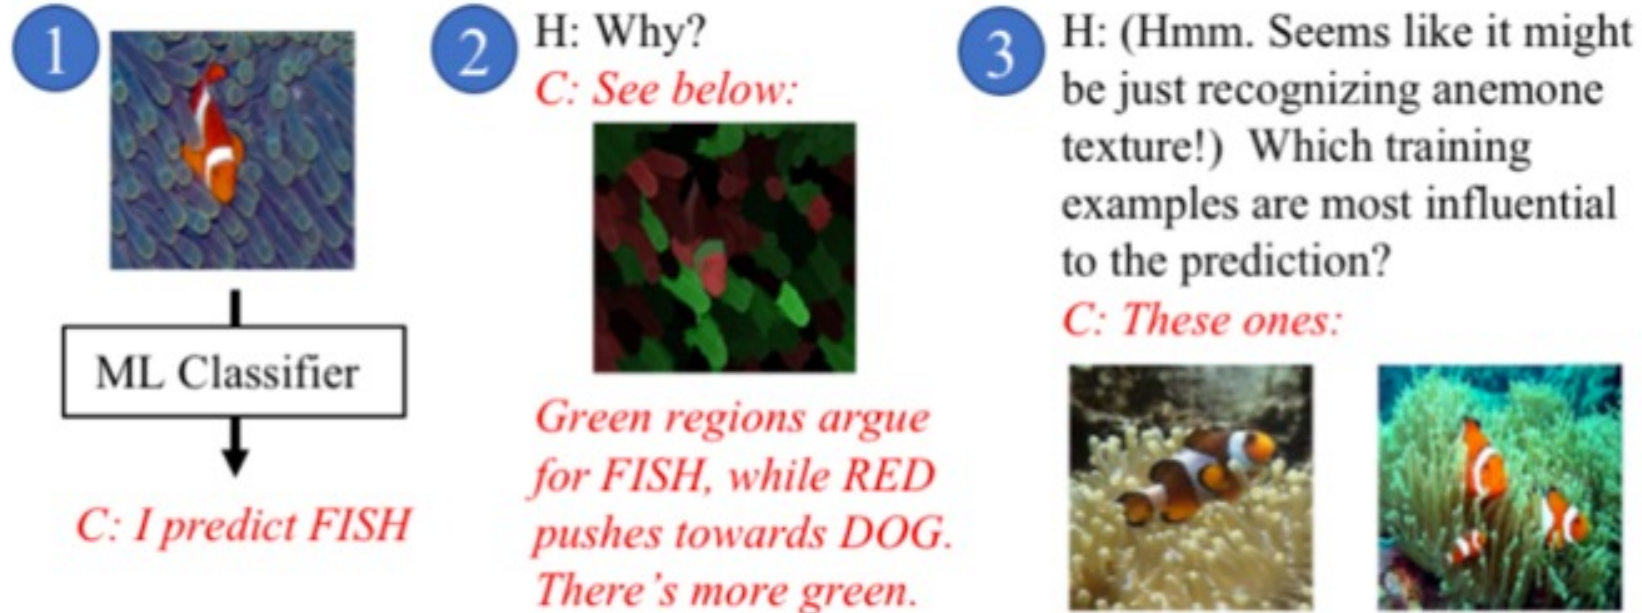 1
ML Classifier
C: I predict FISH
2
H: Why?
C: See below:
Green regions argue
for FISH, while RED
pushes towards DOG.
There's more green.
3
H: (Hmm. Seems like it might
be just recognizing anemone
texture!) Which training
examples are most influential
to the prediction?
C: These ones: